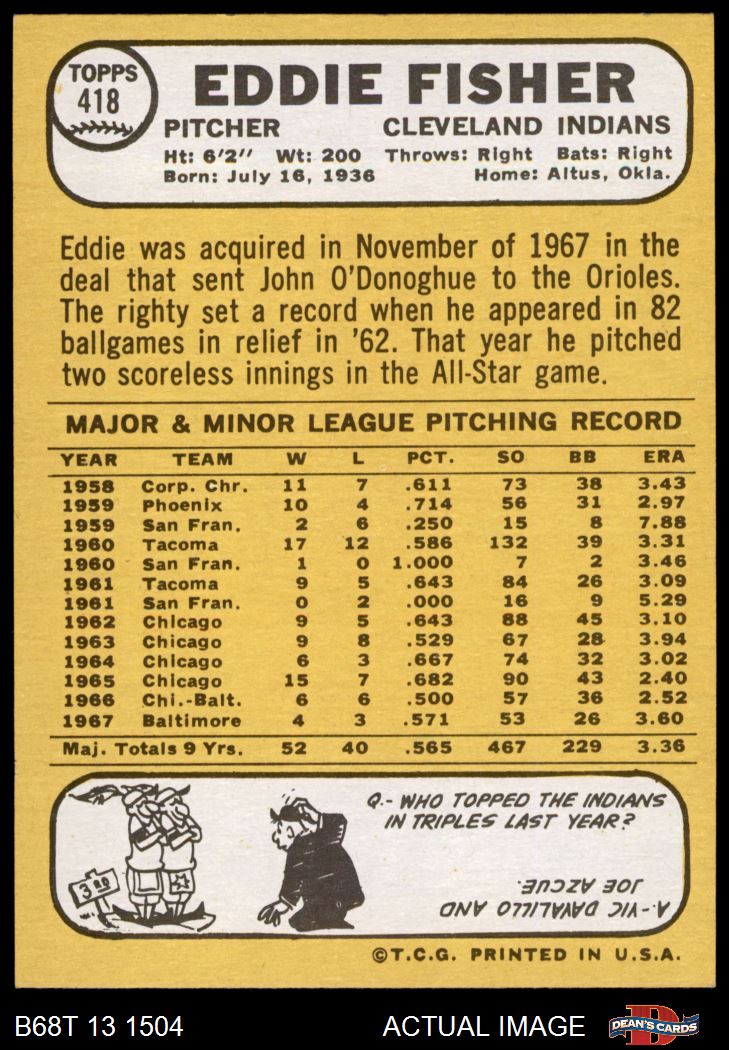 TOPPS
418
EDDIE FISHER
PITCHER CLEVELAND INDIANS
Ht: 6'2" Wt: 200 Throws: Right Bats: Right
Born: July 16, 1936 Home: Altus, Okla.
Eddie was acquired in November of 1967 in the
deal that sent John O'Donoghue to the Orioles.
The righty set a record when he appeared in 82
ballgames in relief in '62. That year he pitched
two scoreless innings in the All-Star game.
MAJOR & MINOR LEAGUE PITCHING RECORD
YEAR TEAM W L PCT. SO BB ERA
1958 Corp. Chr. 11 7 .611 73 38 3.43
1959 Phoenix 10 4 .714 56 31 2.97
1959 San Fran. 2 6 .250 15 8 7.88
1960 Tacoma 17 12 .586 132 39 3.31
1960 San Fran. 1 0 1.000 7 2 3.46
1961 Tacoma 9 5 .643 84 26 3.09
1961 San Fran. 0 2 .000 16 9 5.29
1962 Chicago 9 5 .643 88 45 3.10
1963 Chicago 9 8 .529 67 28 3.94
1964 Chicago 6 3 .667 74 32 3.02
1965 Chicago 15 7 .682 90 43 2.40
1966 Chi.-Balt. 6 6 .500 57 36 2.52
1967 Baltimore 4 3 .571 53 26 3.60
Maj. Totals 9 Yrs. 52 40 .565 467 229 3.36
3RD
Q.- WHO TOPPED THE INDIANS
IN TRIPLES LAST YEAR?
A.- VIC DAVALILLO AND
JOE AZCUE.
©T.C.G. PRINTED IN U.S.A.
B68T 13 1504 ACTUAL IMAGE
D
DEAN'S CARDS